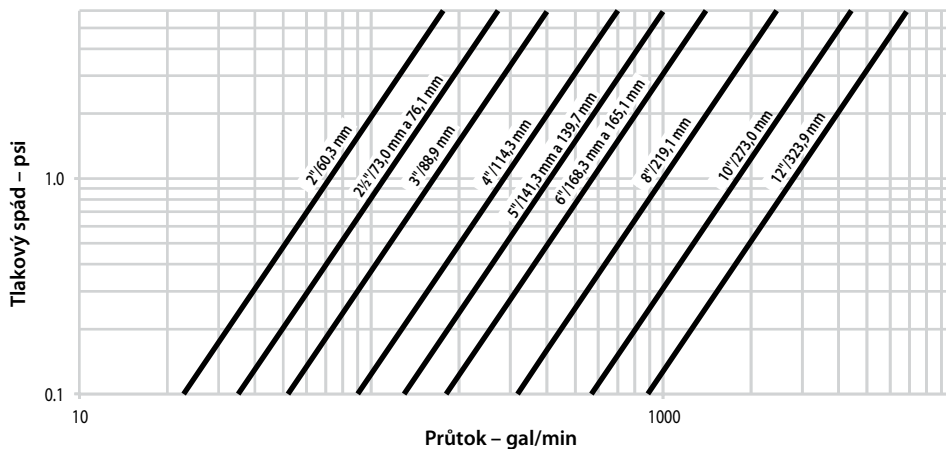 Tlakový spád – psi
1.0
0.1
2"/60,3 mm
2½"/73,0 mm a 76,1 mm
3"/88,9 mm
4"/114,3 mm
5"/141,3 mm a 139,7 mm
6"/168,3 mm a 165,1 mm
8"/219,1 mm
10"/273,0 mm
12"/323,9 mm
10
1000
Průtok – gal/min